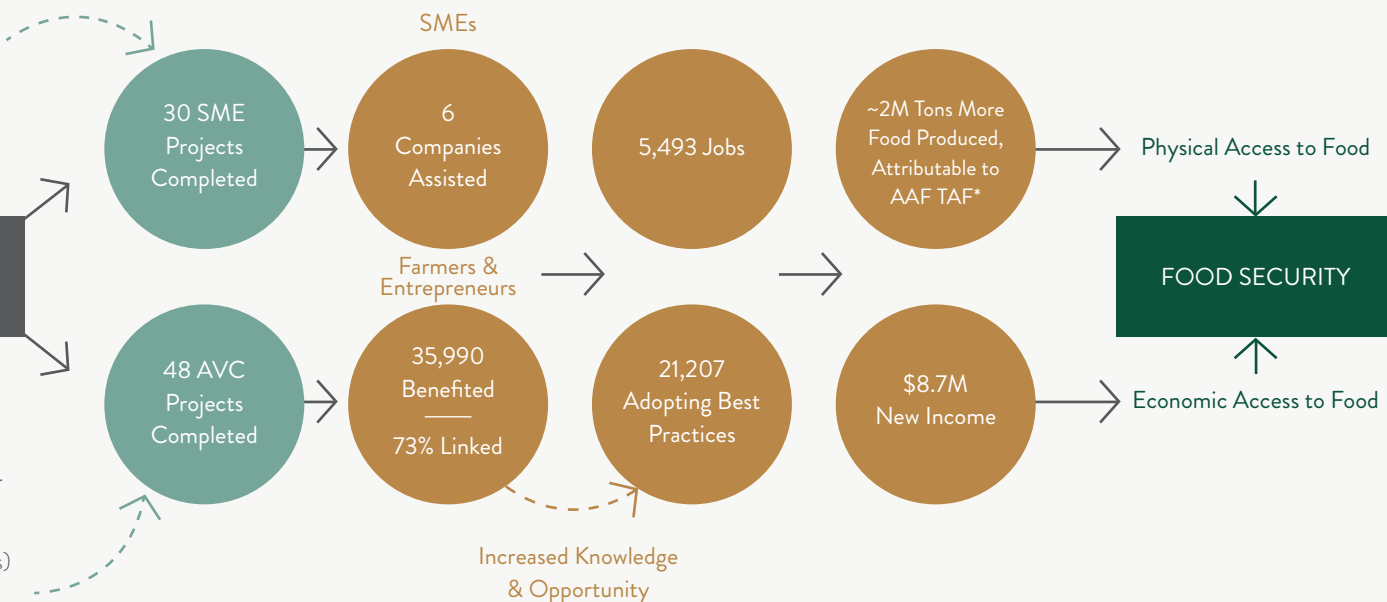 SMEs
30 SME
Projects
Completed
6
Companies
Assisted
5,493 Jobs
~2M Tons More
Food Produced,
Attributable to
AAF TAF*
Physical Access to Food
Farmers &
Entrepreneurs
FOOD SECURITY
48 AVC
Projects
Completed
35,990
Benefited
73% Linked
21,207
Adopting Best
Practices
$8.7M
New Income
Economic Access to Food
Increased Knowledge
& Opportunity